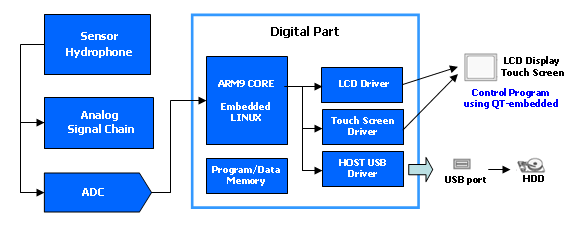 Sensor
Hydrophone
Analog
Signal Chain
ADC
Digital Part
ARM9 CORE
Embedded
LINUX
Program/Data
Memory
LCD Driver
Touch Screen
Driver
HOST USB
Driver
LCD Display
Touch Screen
Control Program
using QT-embedded
USB port
HDD